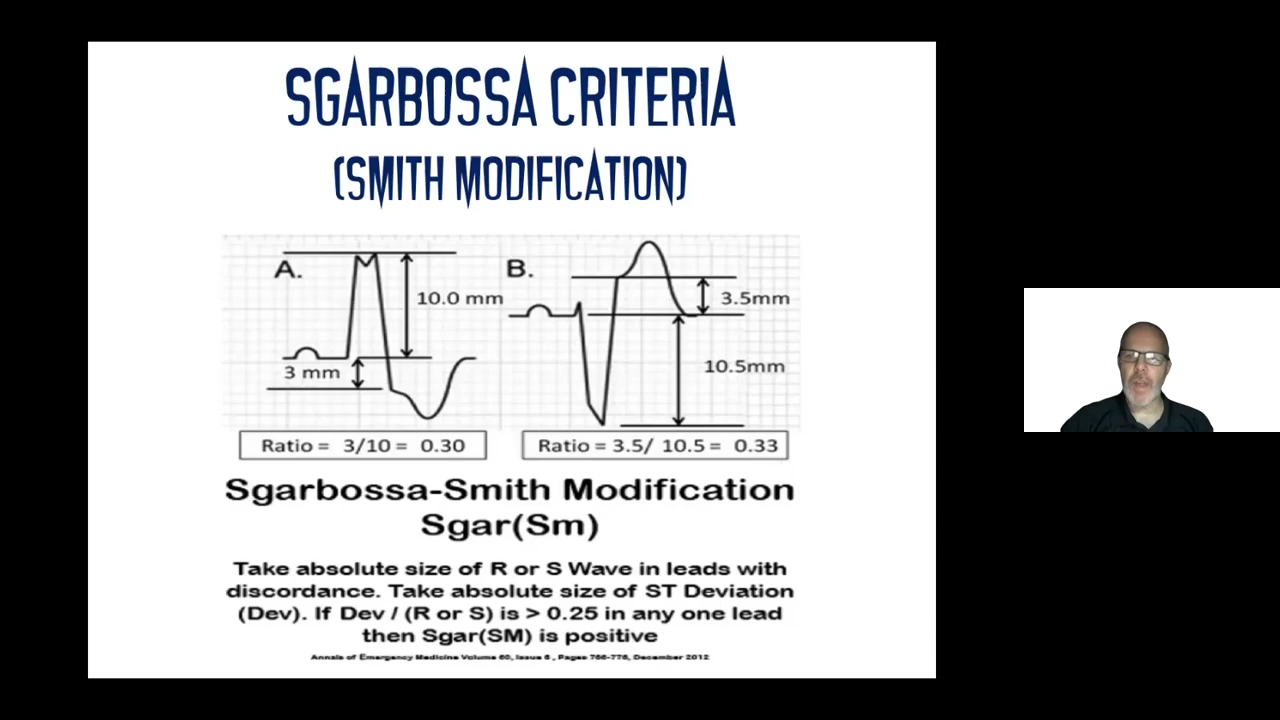 SGARBOSSA CRITERIA
(SMITH MODIFICATION)
A.
10.0 mm
3 mm
Ratio = 3/10 = 0.30
B.
3.5mm
10.5mm
Ratio = 3.5/ 10.5 = 0.33
Sgarbossa-Smith Modification
Sgar(Sm)
Take absolute size of R or S Wave in leads with
discordance. Take absolute size of ST Deviation
(Dev). If Dev / (R or S) is > 0.25 in any one lead
then Sgar(SM) is positive
Annals of Emergency Medicine Volume 60, Issue 6 , Pages 766-776, December 2012